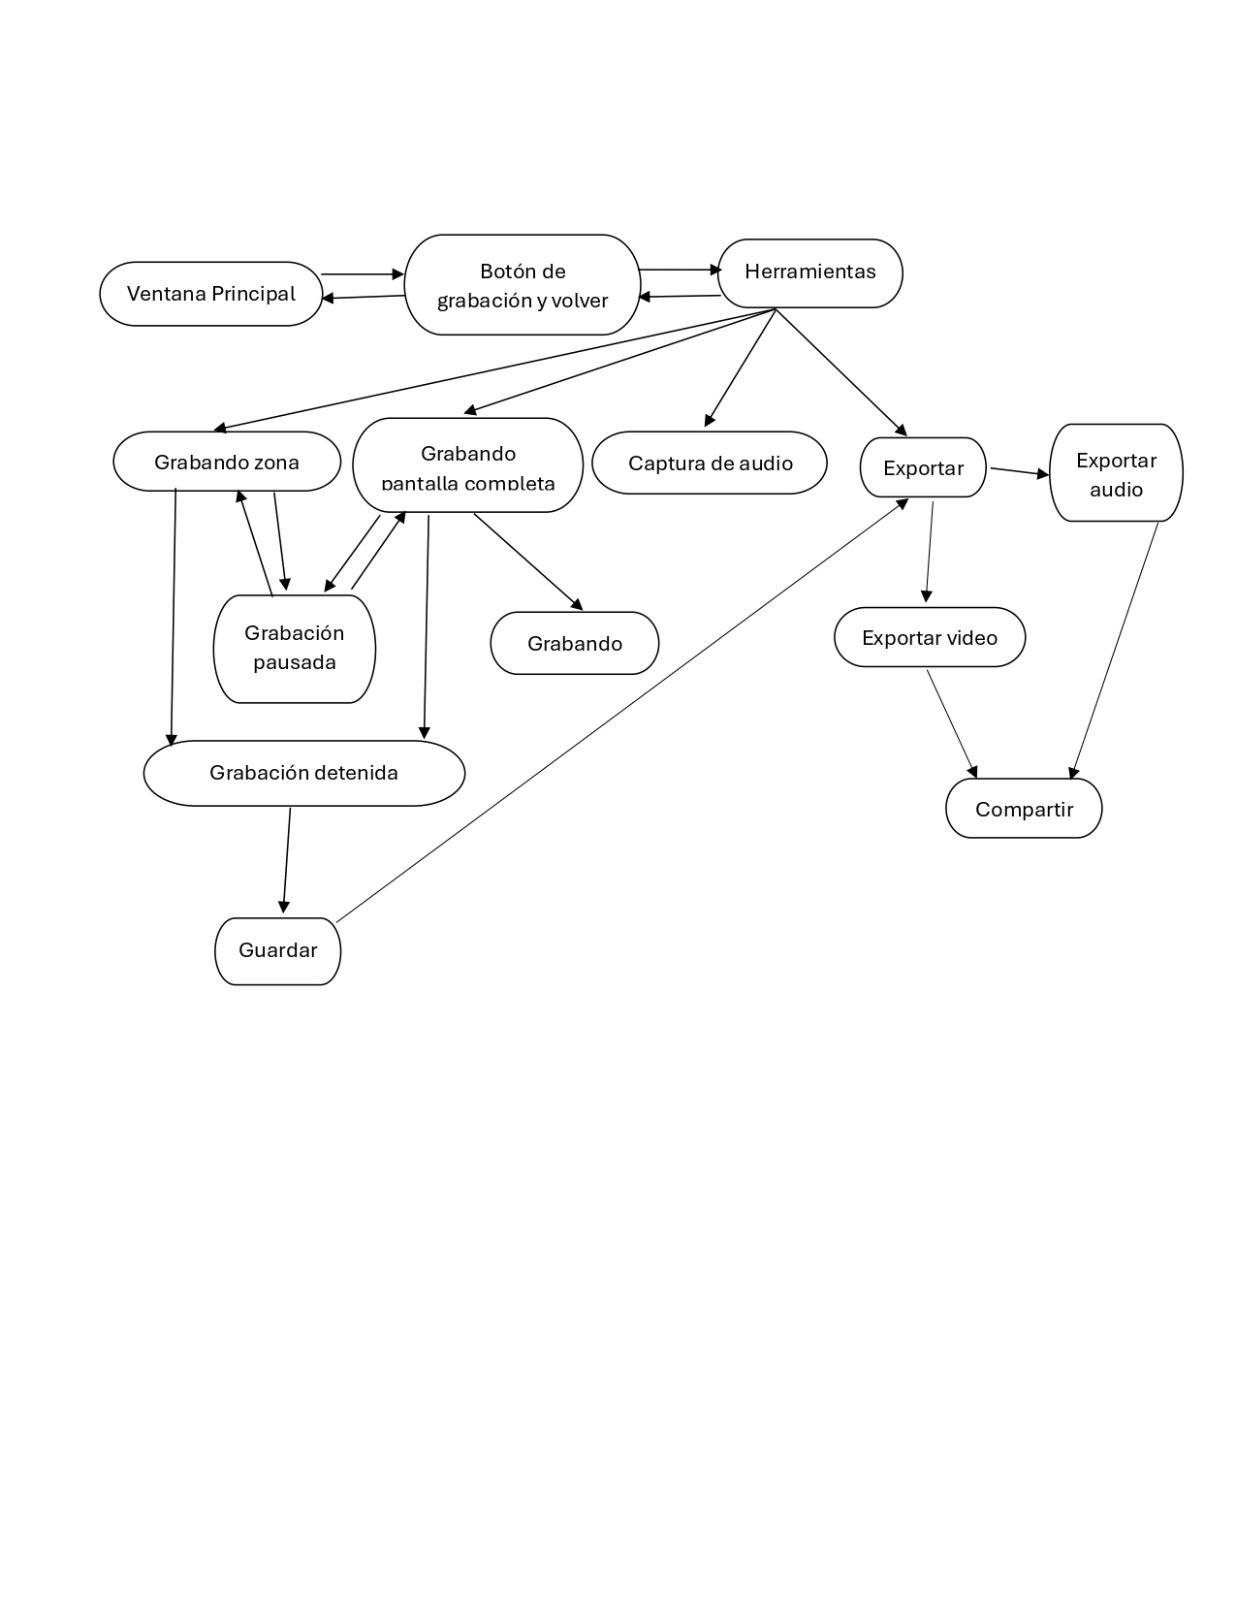 Ventana Principal
Botón de
grabación y volver
Herramientas
Grabando zona
Grabando
pantalla completa
Captura de audio
Exportar
Exportar
audio
Grabación
pausada
Grabando
Exportar video
Grabación detenida
Compartir
Guardar